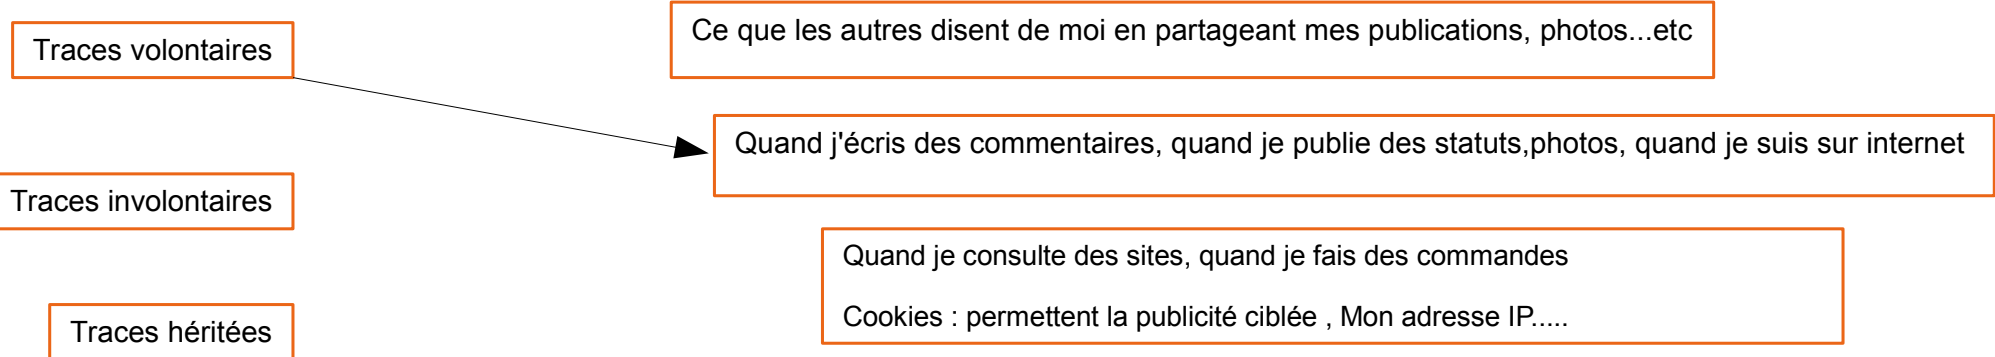 Traces volontaires
Ce que les autres disent de moi en partageant mes publications, photos...etc
Quand j'écris des commentaires, quand je publie des statuts,photos, quand je suis sur internet
Traces involontaires
Quand je consulte des sites, quand je fais des commandes
Cookies : permettent la publicité ciblée , Mon adresse IP.....
Traces héritées